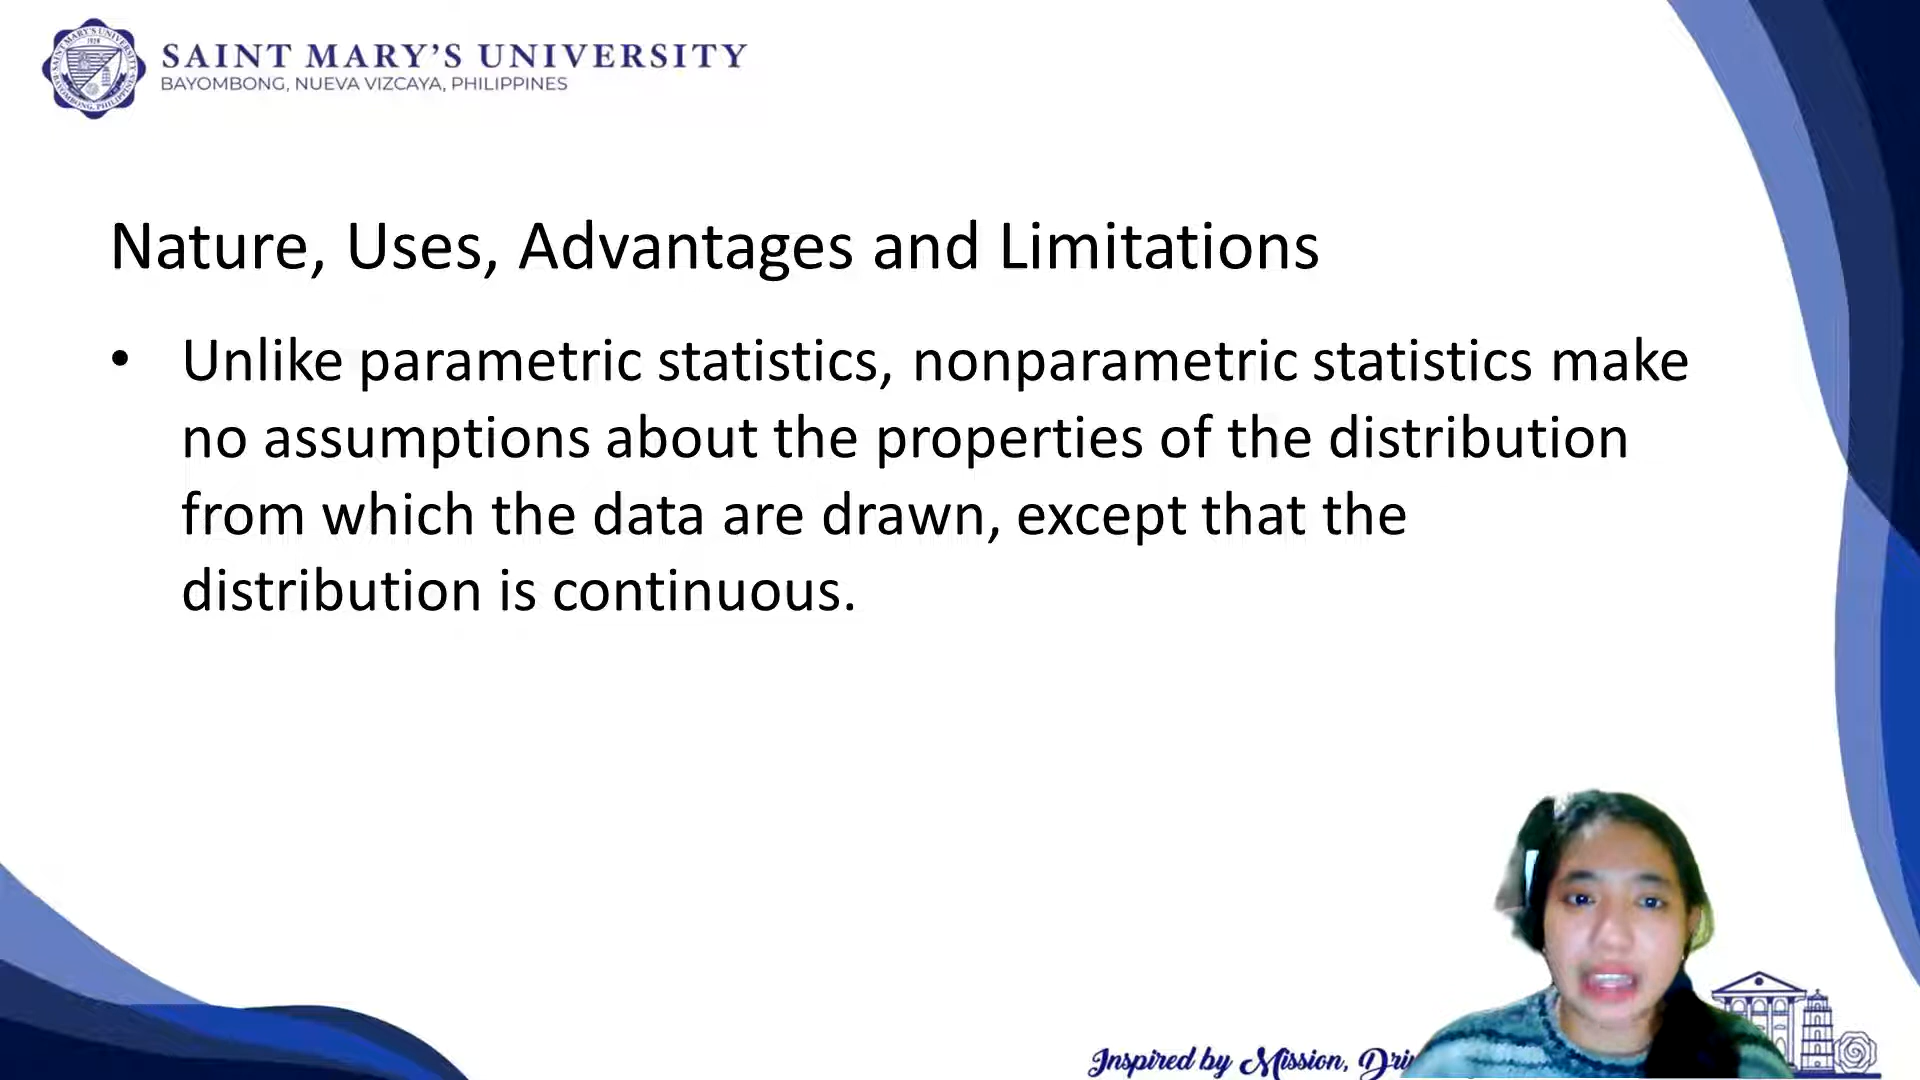 SAINT MARY'S UNIVERSITY
BAYOMBONG, NUEVA VIZCAYA, PHILIPPINES
Nature, Uses, Advantages and Limitations
• Unlike parametric statistics, nonparametric statistics make
no assumptions about the properties of the distribution
from which the data are drawn, except that the
distribution is continuous.
Inspired by Mission,